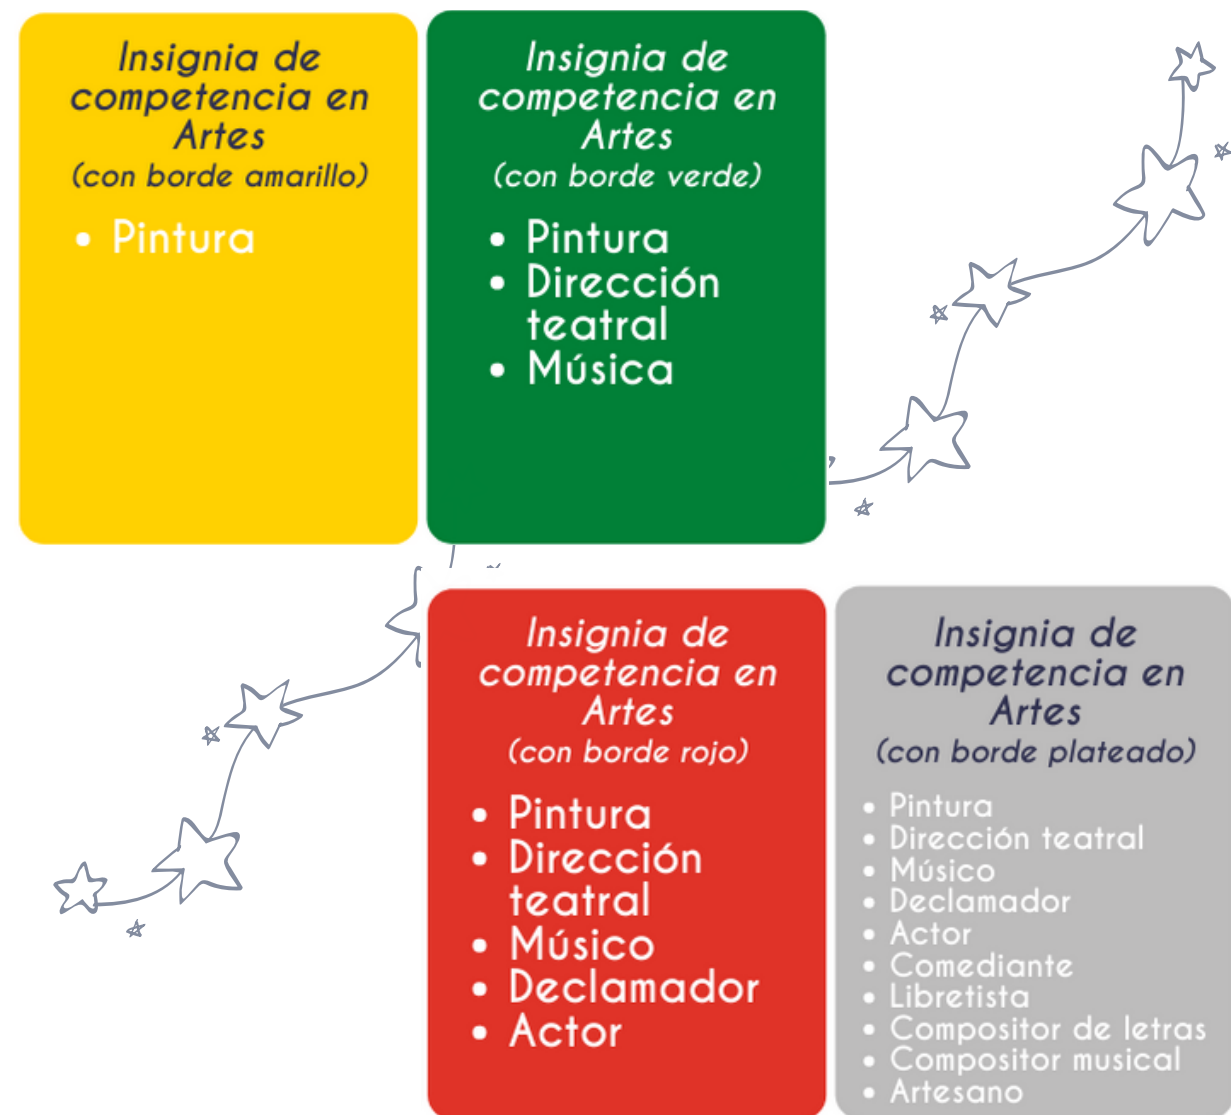 Insignia de
competencia en
Artes
(con borde amarillo)
• Pintura
Insignia de
competencia en
Artes
(con borde verde)
• Pintura
• Dirección
teatral
• Música
Insignia de
competencia en
Artes
(con borde rojo)
• Pintura
• Dirección
teatral
• Músico
• Declamador
• Actor
Insignia de
competencia en
Artes
(con borde plateado)
• Pintura
• Dirección teatral
• Músico
• Declamador
• Actor
• Comediante
• Libretista
• Compositor de letras
• Compositor musical
• Artesano